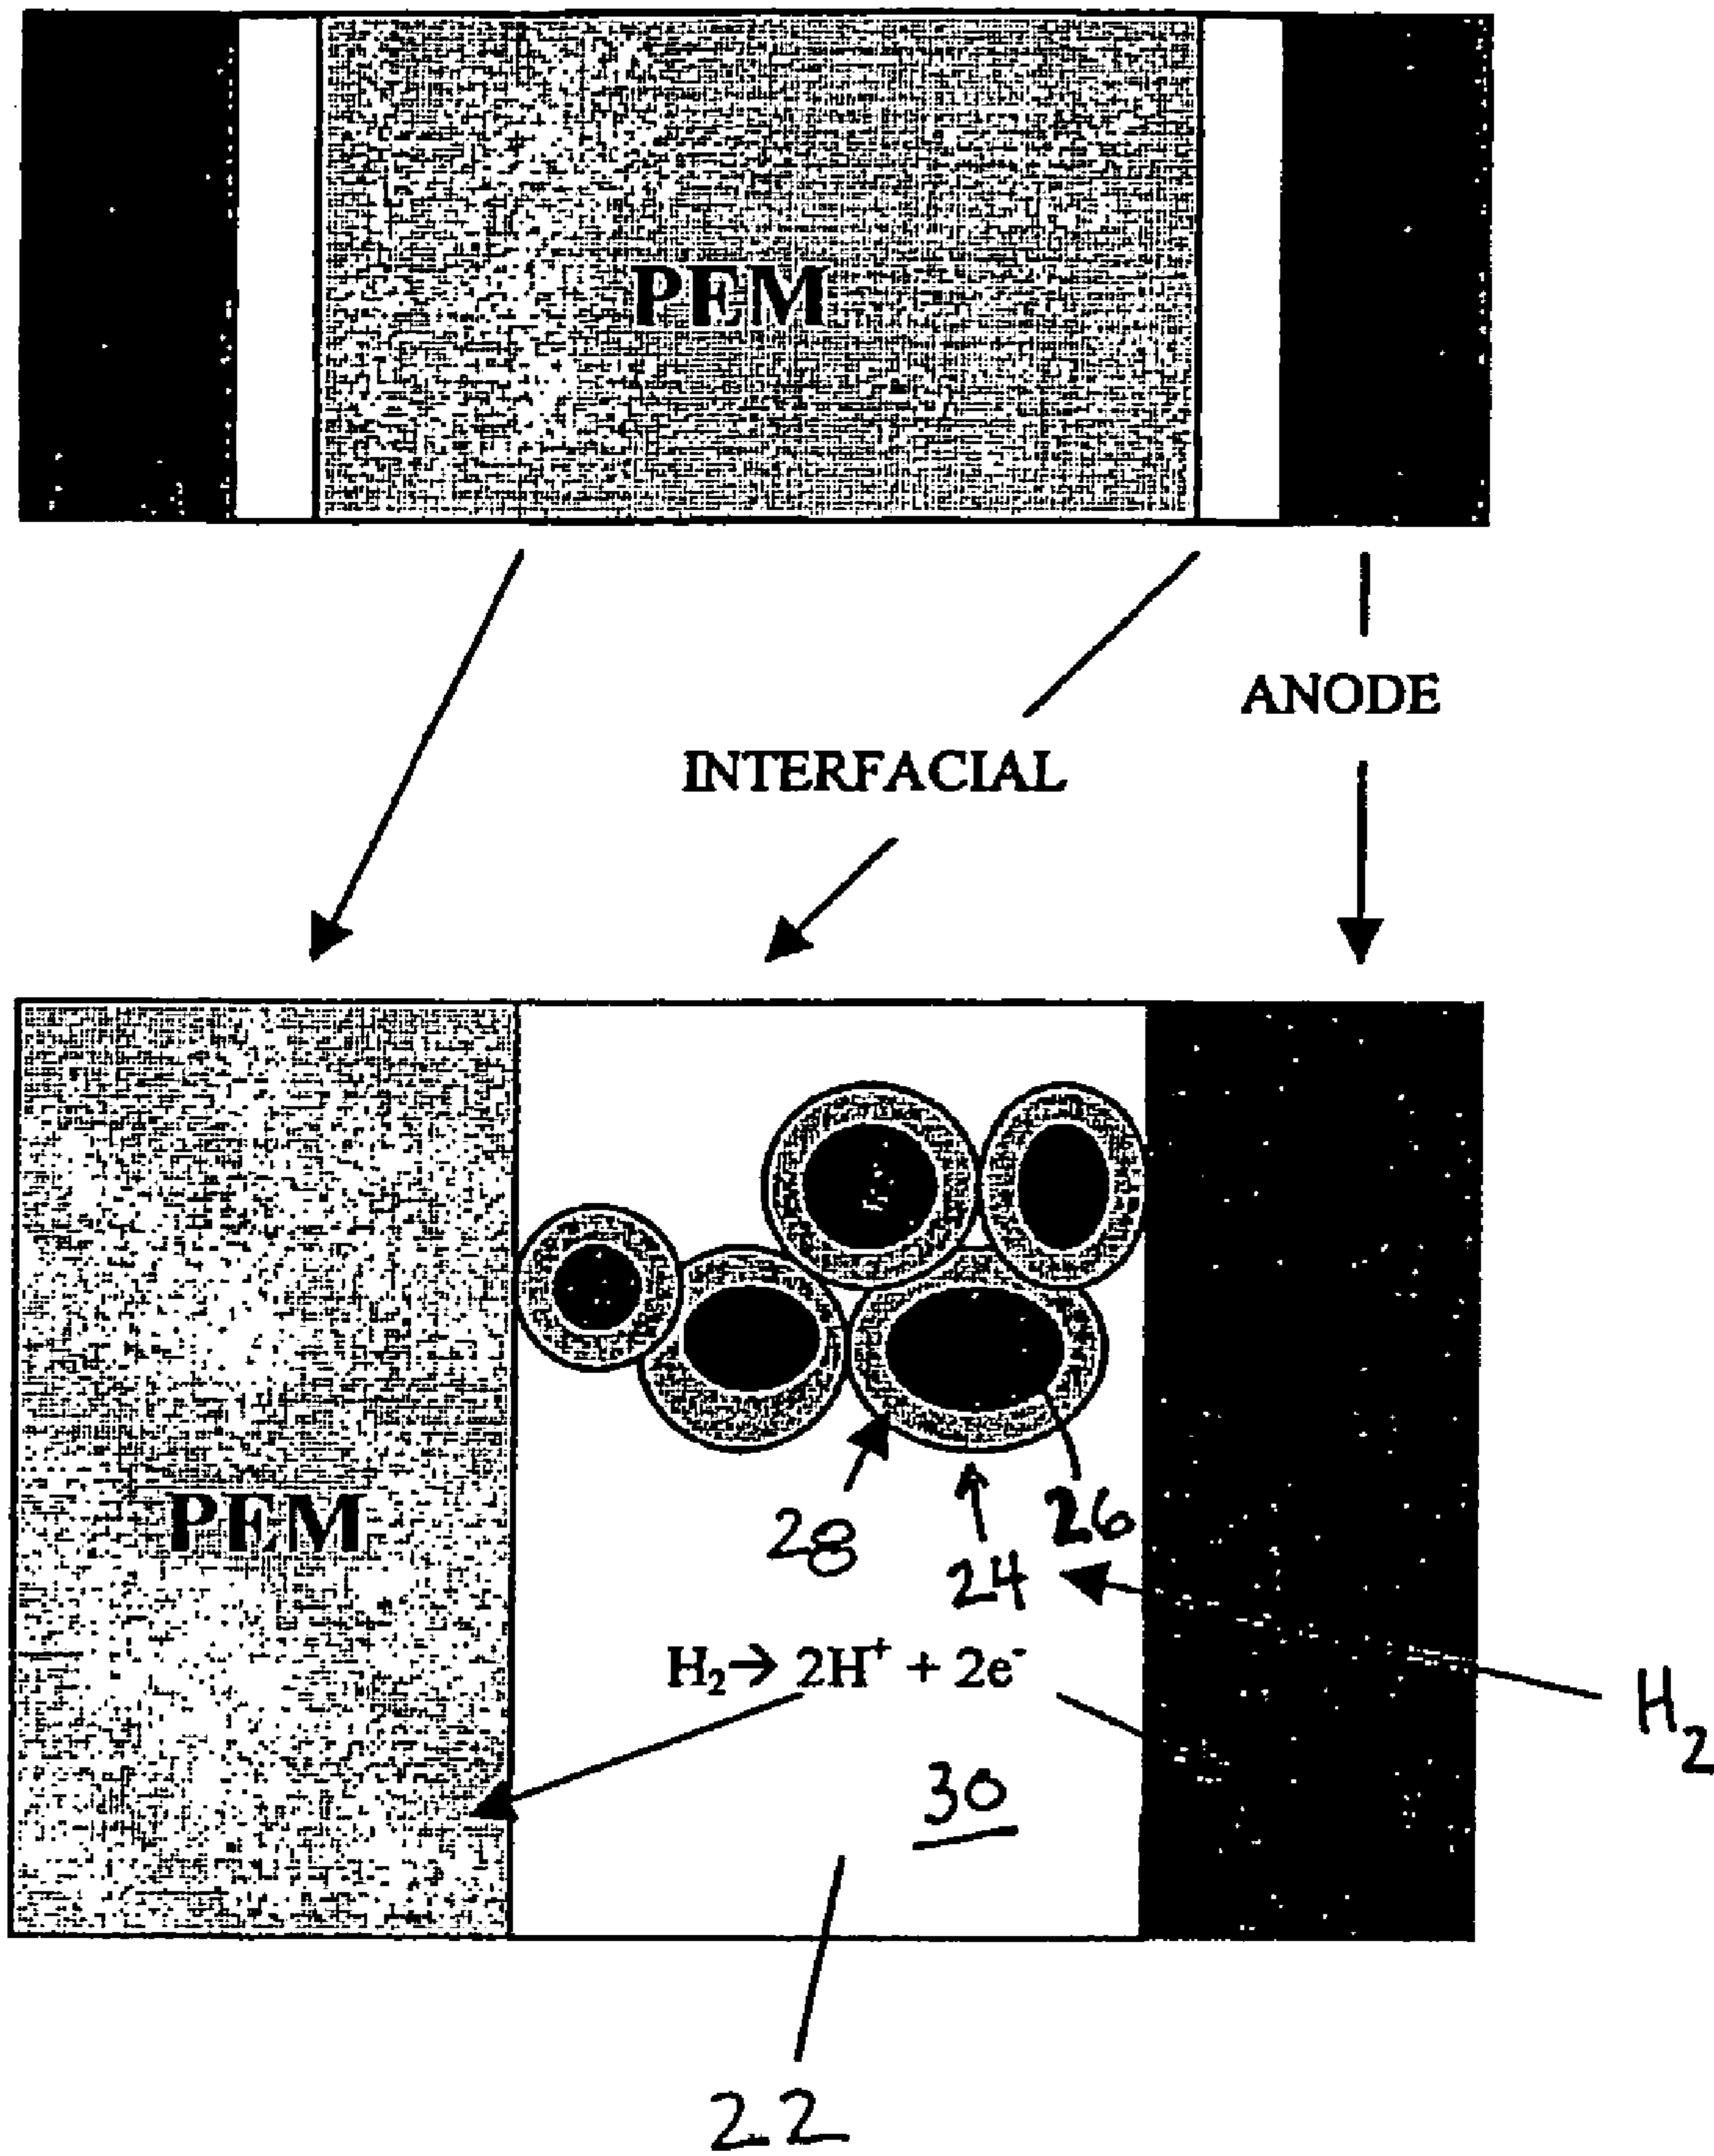 PEM
ANODE
INTERFACIAL
PEM
28
26
24
H₂→ 2H⁺ + 2e⁻
H₂
30
22